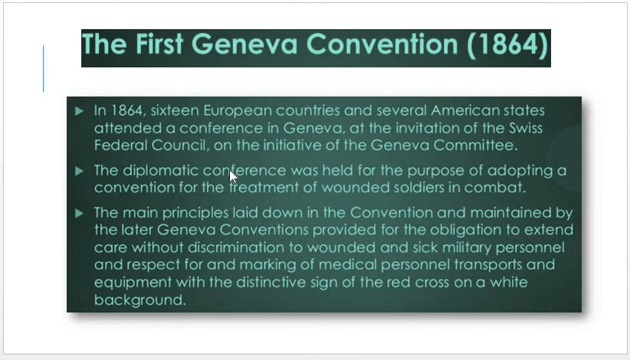 The First Geneva Convention (1864)
In 1864, sixteen European countries and several American states
attended a conference in Geneva, at the invitation of the Swiss
Federal Council, on the initiative of the Geneva Committee.
The diplomatic conference was held for the purpose of adopting a
convention for the treatment of wounded soldiers in combat.
The main principles laid down in the Convention and maintained by
the later Geneva Conventions provided for the obligation to extend
care without discrimination to wounded and sick military personnel
and respect for and marking of medical personnel transports and
equipment with the distinctive sign of the red cross on a white
background.